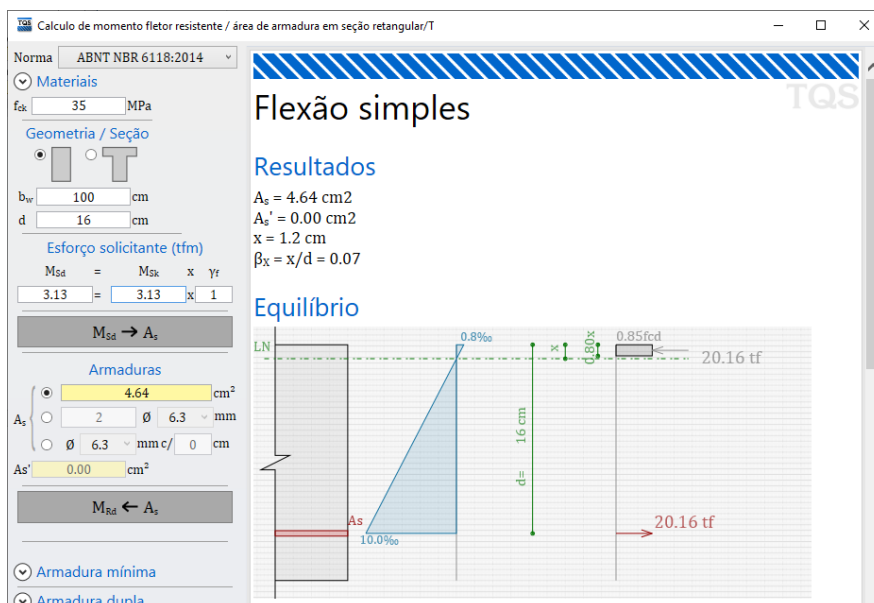 TQS Calculo de momento fletor resistente / área de armadura em seção retangular/T
Norma ABNT NBR 6118:2014
Materiais
fck 35 MPa
Geometria / Seção
bw 100 cm
d 16 cm
Esforço solicitante (tfm)
MSd = MSk x γf
3.13 = 3.13 x 1
MSd → As
Armaduras
4.64 cm²
As 2 Ø 6.3 mm
Ø 6.3 mm c/ 0 cm
As' 0.00 cm²
MRd ← As
Armadura mínima
Armadura dupla
TQS
Flexão simples
Resultados
As = 4.64 cm2
As' = 0.00 cm2
x = 1.2 cm
βx = x/d = 0.07
Equilíbrio
LN
0.8‰
x
0.80x
0.85fcd
20.16 tf
d= 16 cm
As
10.0‰
20.16 tf